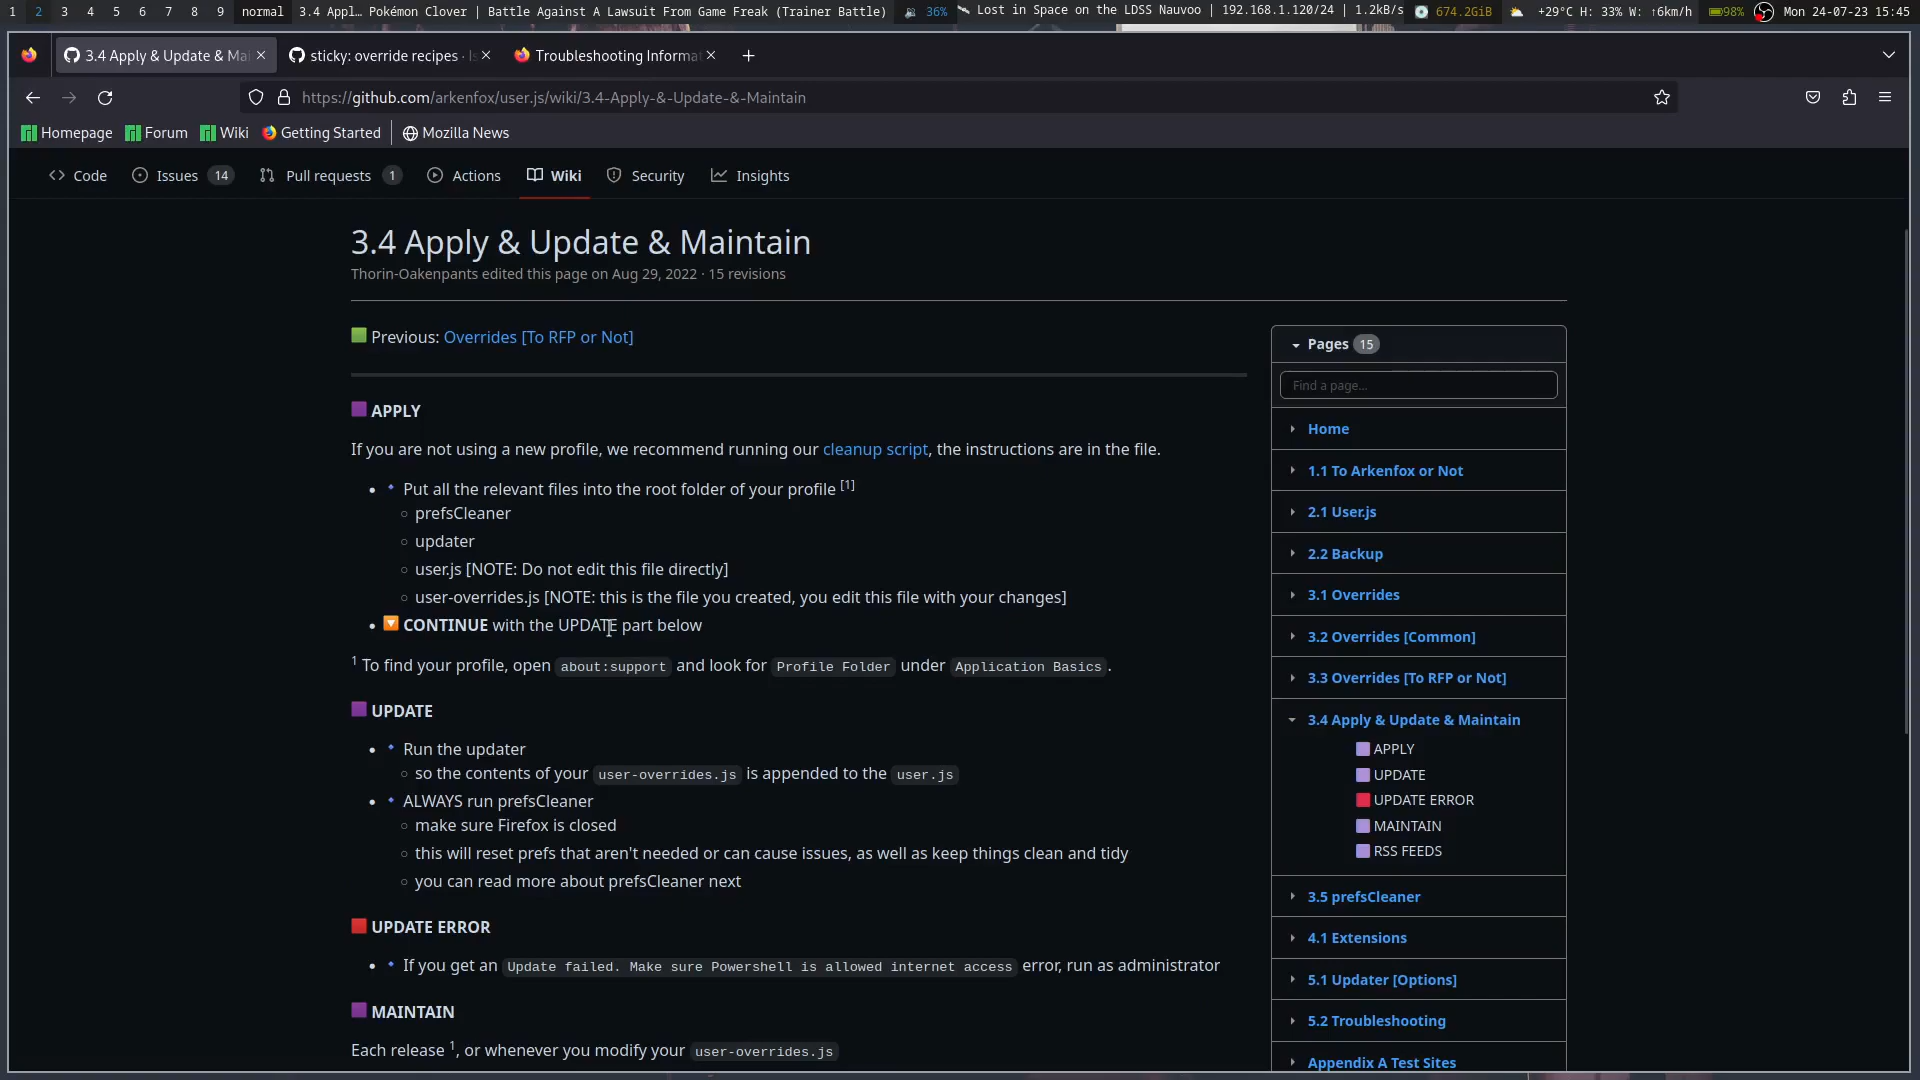 1 2 3 4 5 6 7 8 9 normal 3.4 Appl… Pokémon Clover | Battle Against A Lawsuit From Game Freak (Trainer Battle) 36% Lost in Space on the LDSS Nauvoo | 192.168.1.120/24 | 1.2kB/s 674.2GiB +29°C H: 33% W: ↑6km/h 98% Mon 24-07-23 15:45
3.4 Apply & Update & Mai
sticky: override recipes ·
Troubleshooting Informat
https://github.com/arkenfox/user.js/wiki/3.4-Apply-&-Update-&-Maintain
Homepage Forum Wiki Getting Started Mozilla News
Code Issues 14 Pull requests 1 Actions Wiki Security Insights
3.4 Apply & Update & Maintain
Thorin-Oakenpants edited this page on Aug 29, 2022 · 15 revisions
Previous: Overrides [To RFP or Not]
APPLY
If you are not using a new profile, we recommend running our cleanup script, the instructions are in the file.
Put all the relevant files into the root folder of your profile [1]
prefsCleaner
updater
user.js [NOTE: Do not edit this file directly]
user-overrides.js [NOTE: this is the file you created, you edit this file with your changes]
CONTINUE with the UPDATE part below
1 To find your profile, open about:support and look for Profile Folder under Application Basics.
UPDATE
Run the updater
so the contents of your user-overrides.js is appended to the user.js
ALWAYS run prefsCleaner
make sure Firefox is closed
this will reset prefs that aren't needed or can cause issues, as well as keep things clean and tidy
you can read more about prefsCleaner next
UPDATE ERROR
If you get an Update failed. Make sure Powershell is allowed internet access error, run as administrator
MAINTAIN
Each release 1, or whenever you modify your user-overrides.js
Pages 15
Find a page…
Home
1.1 To Arkenfox or Not
2.1 User.js
2.2 Backup
3.1 Overrides
3.2 Overrides [Common]
3.3 Overrides [To RFP or Not]
3.4 Apply & Update & Maintain
APPLY
UPDATE
UPDATE ERROR
MAINTAIN
RSS FEEDS
3.5 prefsCleaner
4.1 Extensions
5.1 Updater [Options]
5.2 Troubleshooting
Appendix A Test Sites